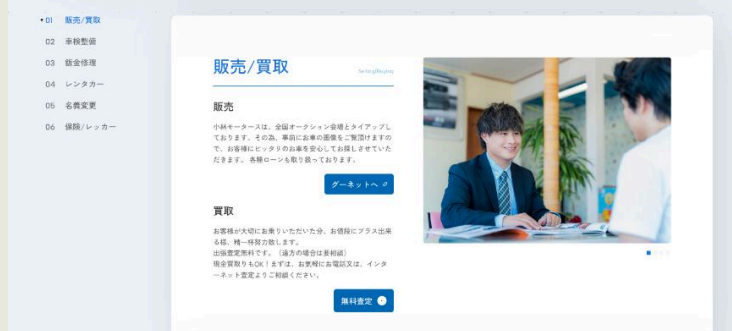 01 販売/買取
02 車検整備
03 鈑金修理
04 レンタカー
05 名義変更
06 保険/レッカー
販売/買取
Selling/Buying
販売
小林モータースは、全国オークション会場とタイアップし
ております。その為、事前にお車の画像をご覧頂けますの
で、お客様にピッタリのお車を安心してお探しさせていた
だきます。 各種ローンも取り扱っております。
グーネットへ
買取
お客様が大切にお乗りいただいた分、お値段にプラス出来
る様、精一杯努力致します。
出張査定無料です。（遠方の場合は要相談）
現金買取りもOK！まずは、お気軽にお電話又は、インタ
ーネット査定よりご相談ください。
無料査定